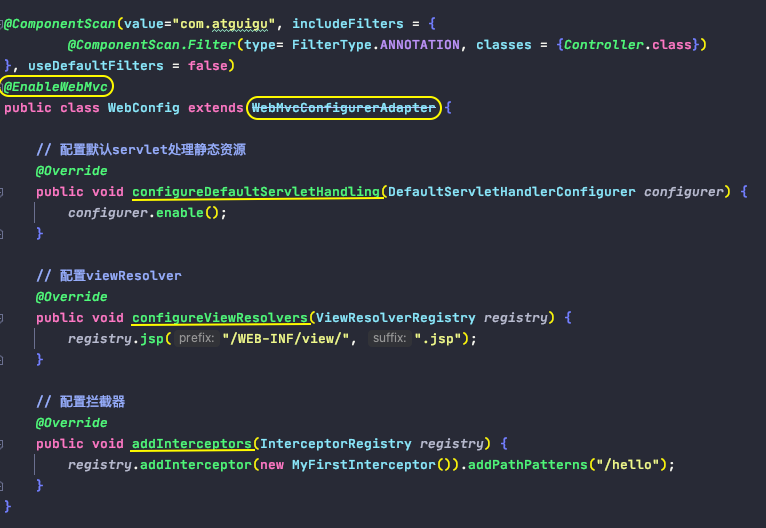 @ComponentScan(value="com.atguigu", includeFilters = {
        @ComponentScan.Filter(type= FilterType.ANNOTATION, classes = {Controller.class})
}, useDefaultFilters = false)
@EnableWebMvc
public class WebConfig extends WebMvcConfigurerAdapter {
    // 配置默认servlet处理静态资源
    @Override
    public void configureDefaultServletHandling(DefaultServletHandlerConfigurer configurer) {
        configurer.enable();
    }
    // 配置viewResolver
    @Override
    public void configureViewResolvers(ViewResolverRegistry registry) {
        registry.jsp( prefix: "/WEB-INF/view/", suffix: ".jsp");
    }
    // 配置拦截器
    @Override
    public void addInterceptors(InterceptorRegistry registry) {
        registry.addInterceptor(new MyFirstInterceptor()).addPathPatterns("/hello");
    }
}